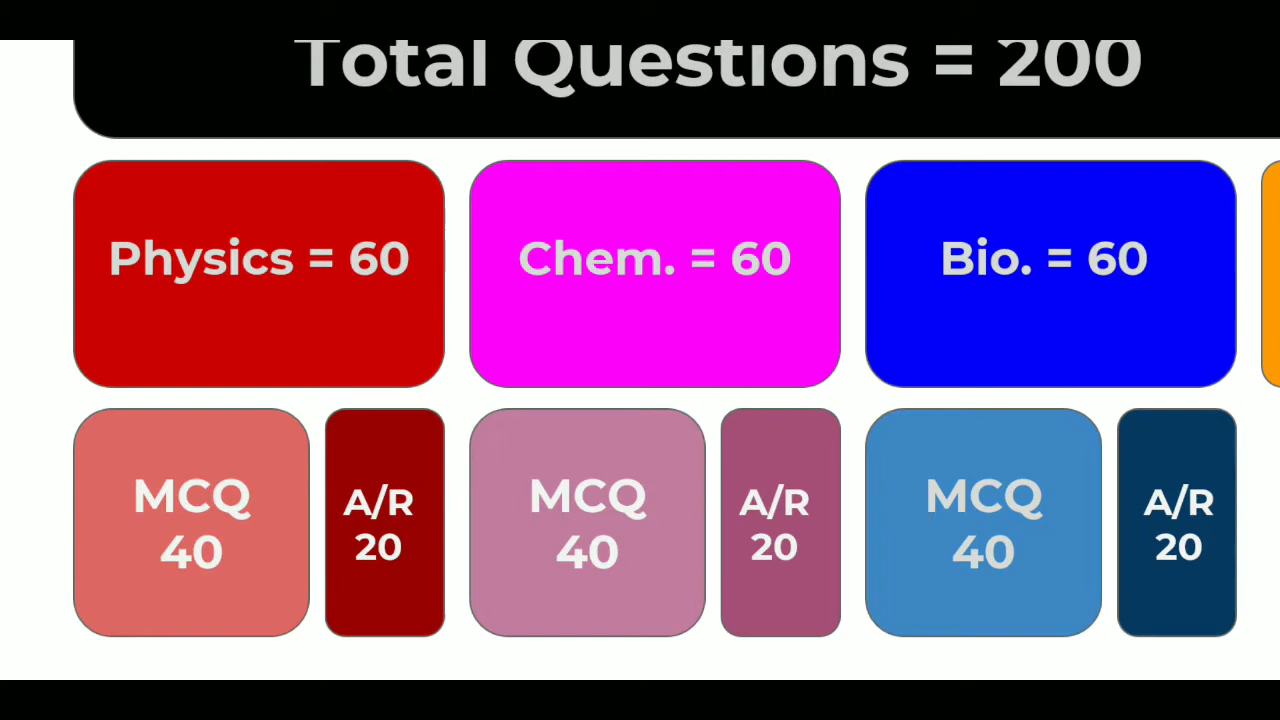 Total Questions = 200
Physics = 60
Chem. = 60
Bio. = 60
MCQ
40
A/R
20
MCQ
40
A/R
20
MCQ
40
A/R
20